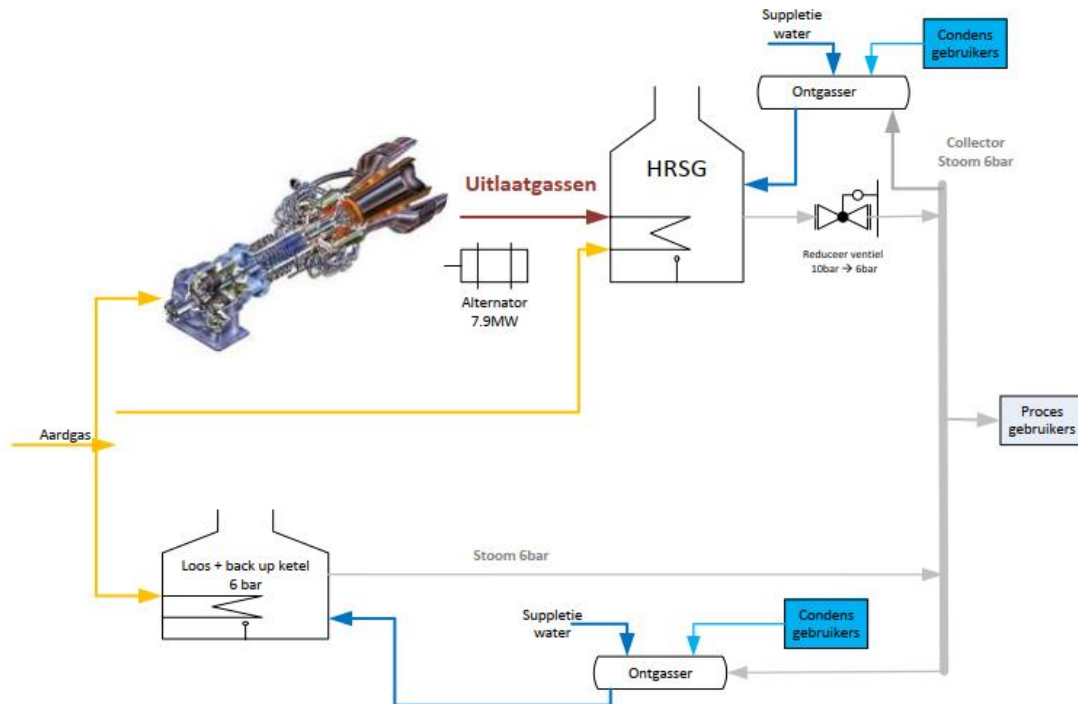 Suppletie
water
Condens
gebruikers
Ontgasser
Collector
Stoom 6bar
HRSG
Uitlaatgassen
Reduceer ventiel
10bar → 6bar
Alternator
7.9MW
Proces
gebruikers
Aardgas
Loos + back up ketel
6 bar
Stoom 6bar
Suppletie
water
Condens
gebruikers
Ontgasser